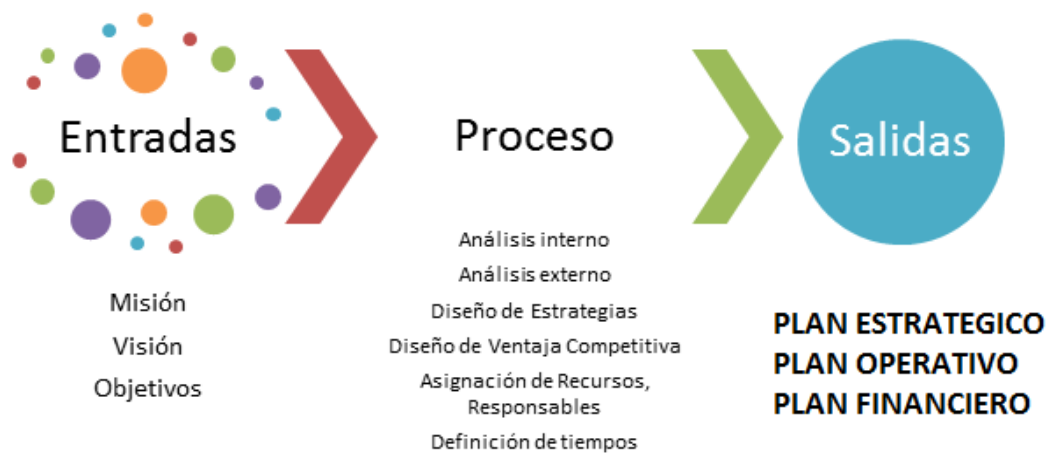 Entradas
Misión
Visión
Objetivos
Proceso
Análisis interno
Análisis externo
Diseño de Estrategias
Diseño de Ventaja Competitiva
Asignación de Recursos,
Responsables
Definición de tiempos
Salidas
PLAN ESTRATEGICO
PLAN OPERATIVO
PLAN FINANCIERO